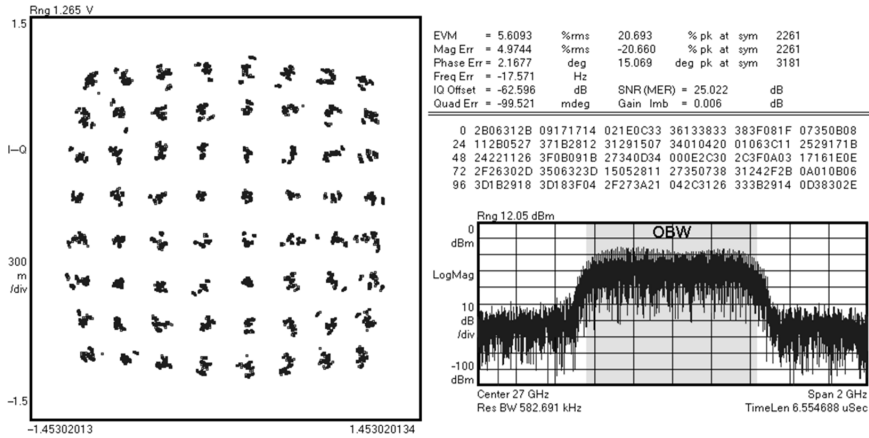 Rng 1.265 V
1.5
I—Q
300
m
/div
-1.5
-1.45302013
1.453020134
EVM = 5.6093 %rms 20.693 % pk at sym 2261
Mag Err = 4.9744 %rms -20.660 % pk at sym 2261
Phase Err = 2.1677 deg 15.069 deg pk at sym 3181
Freq Err = -17.571 Hz
IQ Offset = -62.596 dB SNR (MER) = 25.022 dB
Quad Err = -99.521 mdeg Gain Imb = 0.006 dB
0 2B06312B 09171714 021E0C33 36133833 383F081F 07350B08
24 112B0527 371B2812 31291507 34010420 01063C11 2529171B
48 24221126 3F0B091B 27340D34 000E2C30 2C3F0A03 17161E0E
72 2F26302D 3506323D 15052811 27350738 31242F2B 0A010B06
96 3D1B2918 3D183F04 2F273A21 042C3126 333B2914 0D38302E
Rng 12.05 dBm
0
dBm
OBW
LogMag
10
dB
/div
-100
dBm
Center 27 GHz
Span 2 GHz
Res BW 582.691 kHz
TimeLen 6.554688 uSec